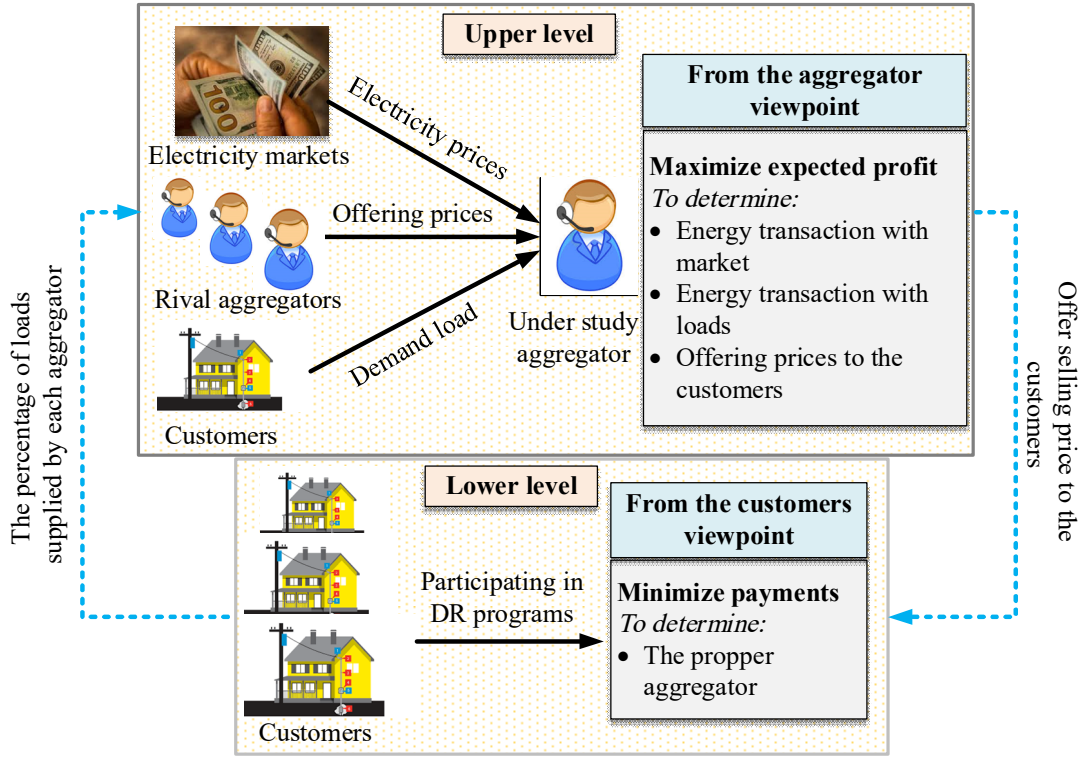 Upper level
Electricity markets
Rival aggregators
Customers
Electricity prices
Offering prices
Demand load
Under study
aggregator
From the aggregator
viewpoint
Maximize expected profit
To determine:
• Energy transaction with
market
• Energy transaction with
loads
• Offering prices to the
customers
The percentage of loads
supplied by each aggregator
Offer selling price to the
customers
Lower level
Customers
Participating in
DR programs
From the customers
viewpoint
Minimize payments
To determine:
• The propper
aggregator
100